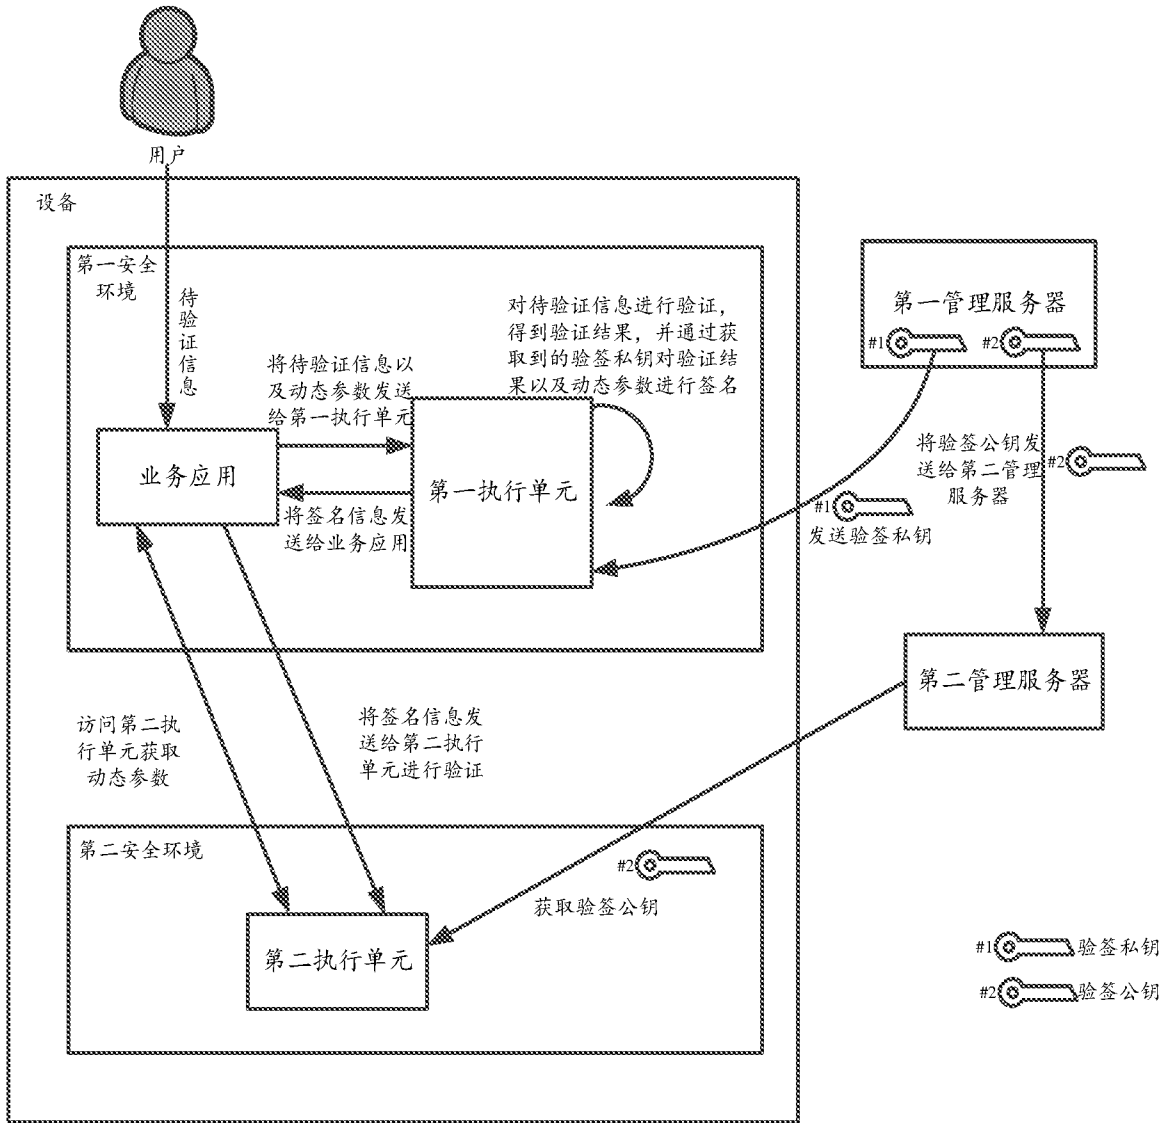 用户
设备
第一安全
环境
待
验
证
信
息
将待验证信息以
及动态参数发送
给第一执行单元
对待验证信息进行验证，
得到验证结果，并通过获
取到的验签私钥对验证结
果以及动态参数进行签名
第一管理服务器
#1
#2
业务应用
第一执行单元
将签名信息发
送给业务应用
将验签公钥发
送给第二管理
服务器
#2
#1
发送验签私钥
第二管理服务器
访问第二执
行单元获取
动态参数
将签名信息发
送给第二执行
单元进行验证
第二安全环境
#2
获取验签公钥
第二执行单元
#1 验签私钥
#2 验签公钥